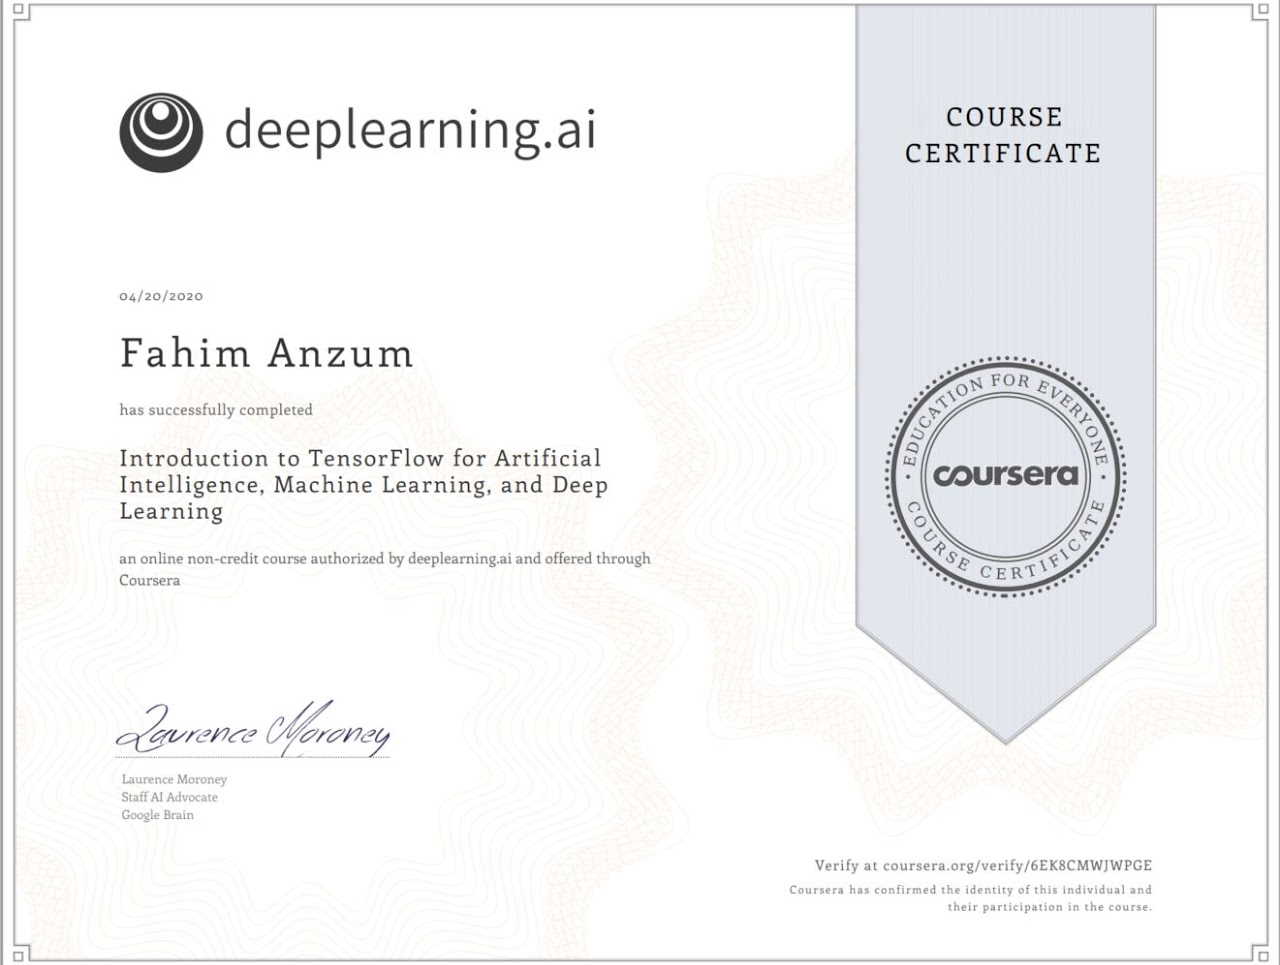 deeplearning.ai
COURSE
CERTIFICATE
04/20/2020
Fahim Anzum
has successfully completed
Introduction to TensorFlow for Artificial
Intelligence, Machine Learning, and Deep
Learning
an online non-credit course authorized by deeplearning.ai and offered through
Coursera
EDUCATION FOR EVERYONE
coursera
COURSE CERTIFICATE
Laurence Moroney
Laurence Moroney
Staff AI Advocate
Google Brain
Verify at coursera.org/verify/6EK8CMWJWPGE
Coursera has confirmed the identity of this individual and
their participation in the course.